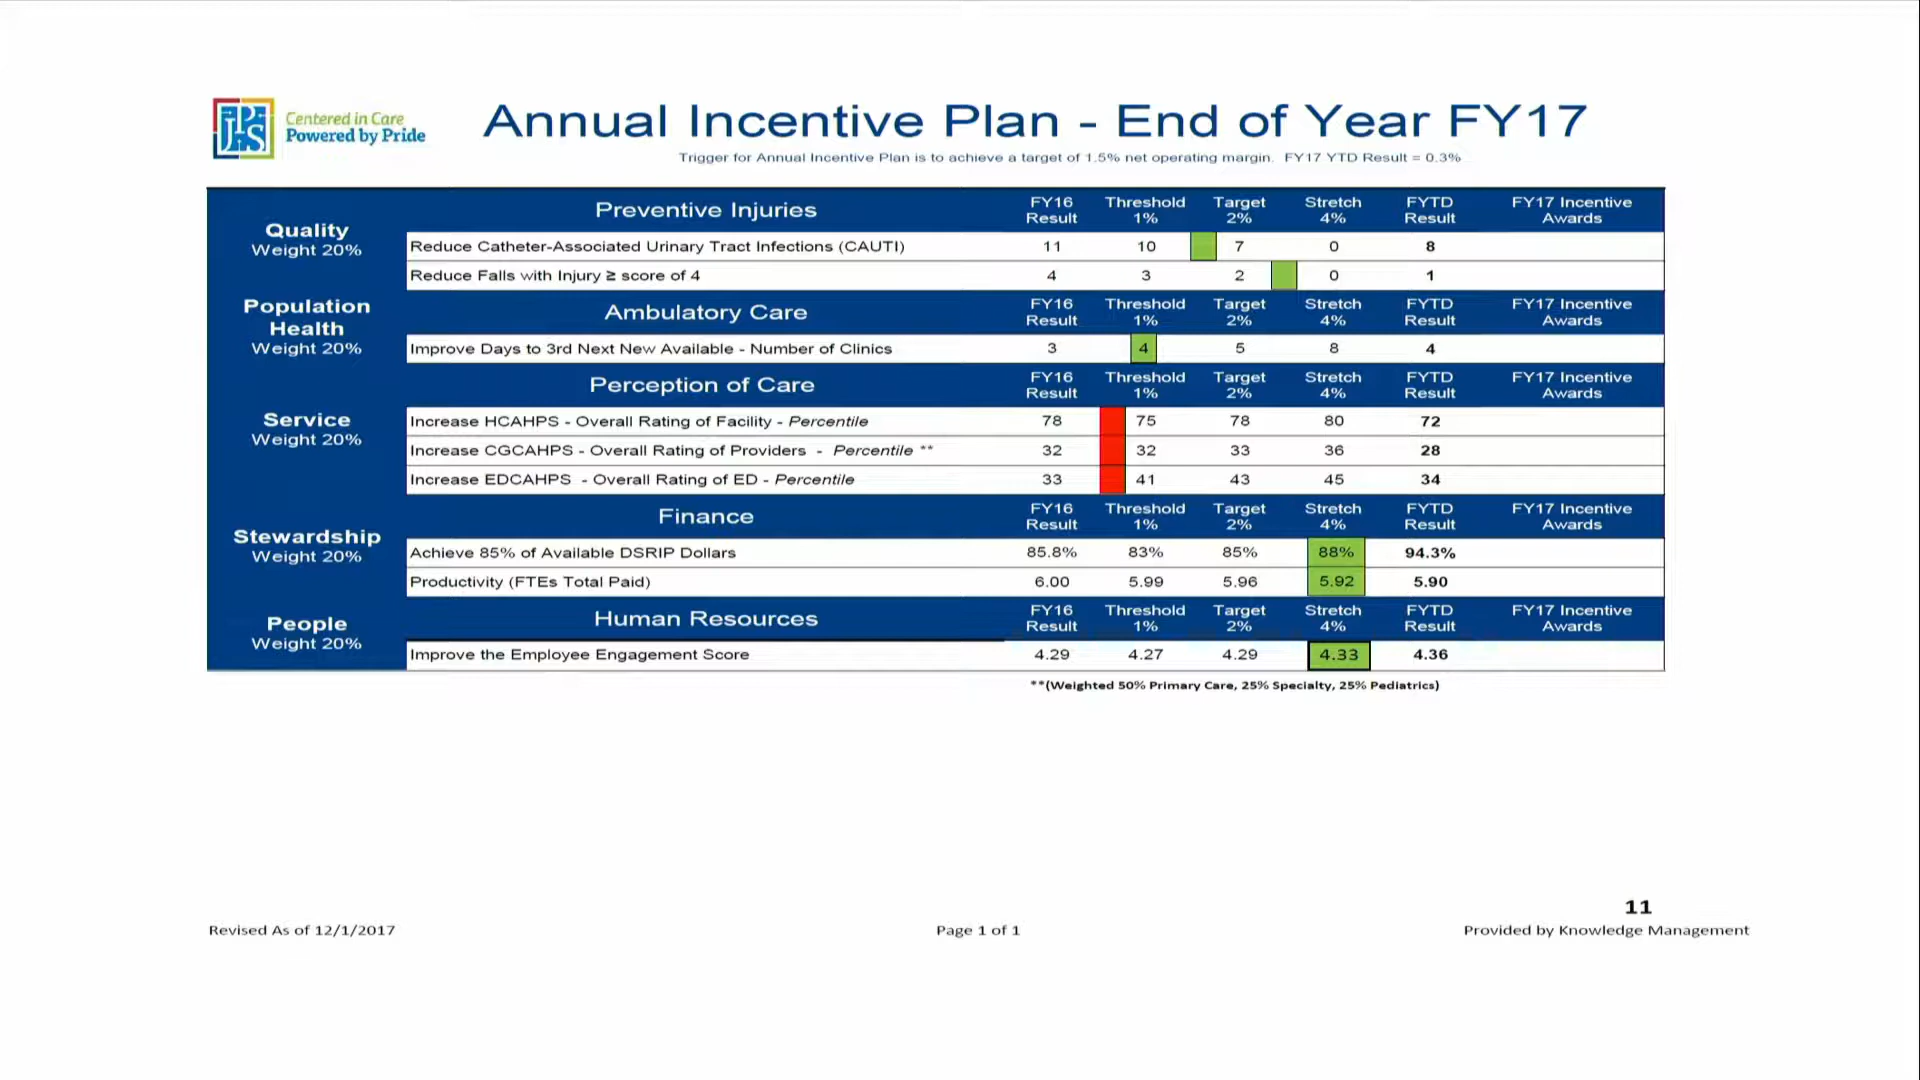 JPS
Centered in Care
Powered by Pride
Annual Incentive Plan - End of Year FY17
Trigger for Annual Incentive Plan is to achieve a target of 1.5% net operating margin. FY17 YTD Result = 0.3%
Quality
Weight 20%
Preventive Injuries FY16 Result Threshold 1% Target 2% Stretch 4% FYTD Result FY17 Incentive Awards
Reduce Catheter-Associated Urinary Tract Infections (CAUTI) 11 10 7 0 8
Reduce Falls with Injury ≥ score of 4 4 3 2 0 1
Population
Health
Weight 20%
Ambulatory Care FY16 Result Threshold 1% Target 2% Stretch 4% FYTD Result FY17 Incentive Awards
Improve Days to 3rd Next New Available - Number of Clinics 3 4 5 8 4
Service
Weight 20%
Perception of Care FY16 Result Threshold 1% Target 2% Stretch 4% FYTD Result FY17 Incentive Awards
Increase HCAHPS - Overall Rating of Facility - Percentile 78 75 78 80 72
Increase CGCAHPS - Overall Rating of Providers - Percentile ** 32 32 33 36 28
Increase EDCAHPS - Overall Rating of ED - Percentile 33 41 43 45 34
Stewardship
Weight 20%
Finance FY16 Result Threshold 1% Target 2% Stretch 4% FYTD Result FY17 Incentive Awards
Achieve 85% of Available DSRIP Dollars 85.8% 83% 85% 88% 94.3%
Productivity (FTEs Total Paid) 6.00 5.99 5.96 5.92 5.90
People
Weight 20%
Human Resources FY16 Result Threshold 1% Target 2% Stretch 4% FYTD Result FY17 Incentive Awards
Improve the Employee Engagement Score 4.29 4.27 4.29 4.33 4.36
**(Weighted 50% Primary Care, 25% Specialty, 25% Pediatrics)
11
Revised As of 12/1/2017 Page 1 of 1 Provided by Knowledge Management